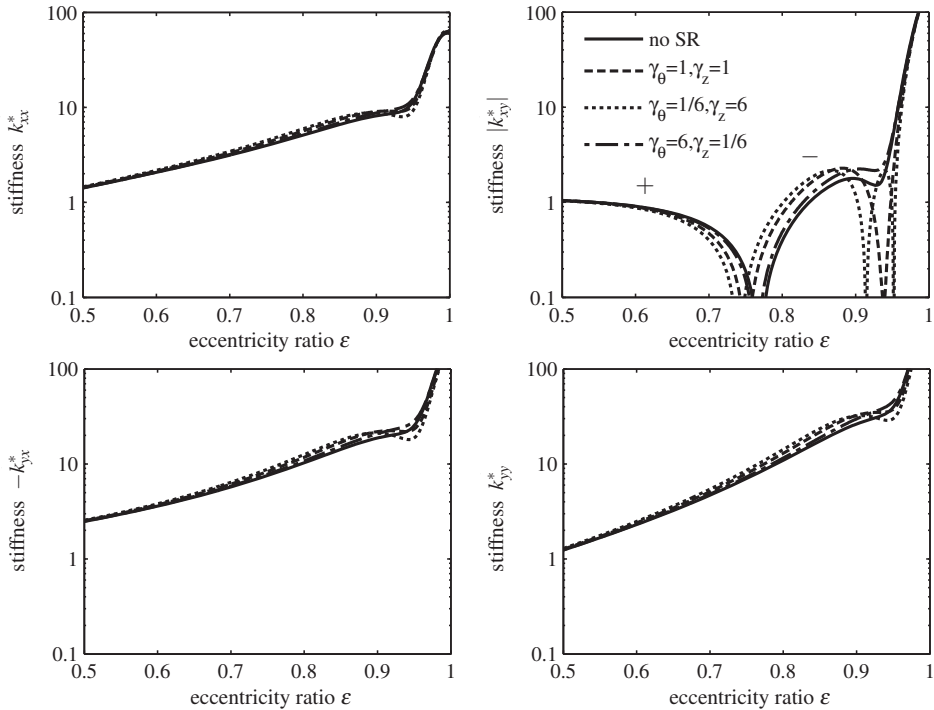 100
10
1
0.1
stiffness k*xx
0.5 0.6 0.7 0.8 0.9 1
eccentricity ratio ε
100
10
1
0.1
stiffness |k*xy|
no SR
γθ=1,γz=1
γθ=1/6,γz=6
γθ=6,γz=1/6
+
−
0.5 0.6 0.7 0.8 0.9 1
eccentricity ratio ε
100
10
1
0.1
stiffness −k*yx
0.5 0.6 0.7 0.8 0.9 1
eccentricity ratio ε
100
10
1
0.1
stiffness k*yy
0.5 0.6 0.7 0.8 0.9 1
eccentricity ratio ε